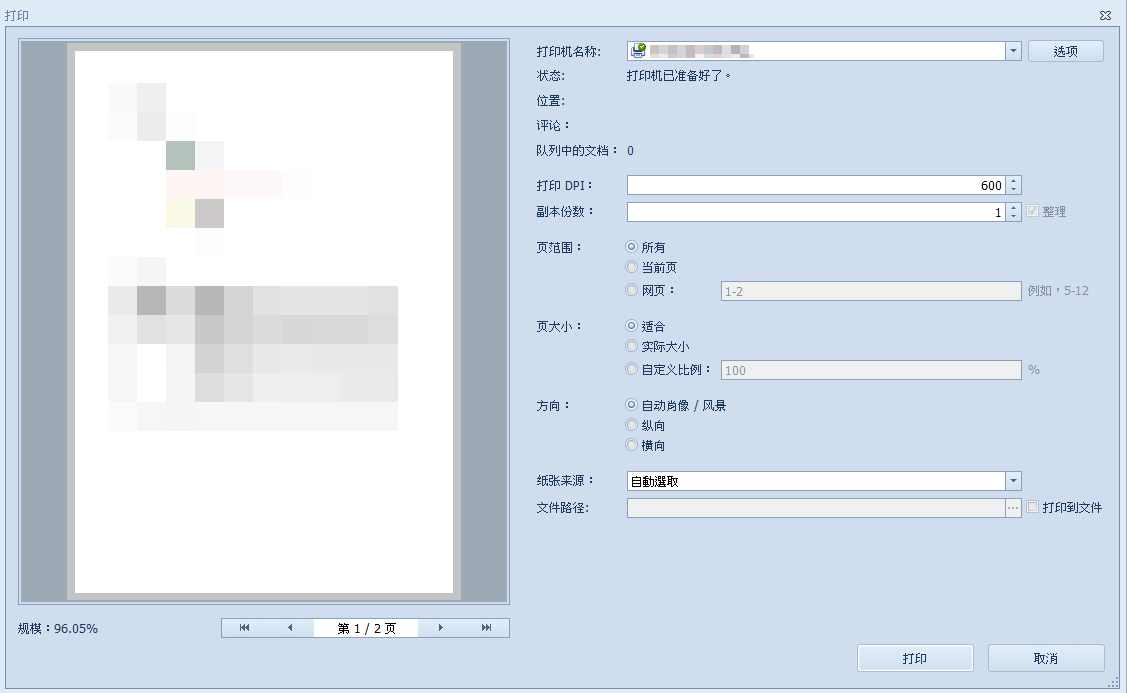 打印
打印机名称:
选项
状态: 打印机已准备好了。
位置:
评论：
队列中的文档： 0
打印 DPI： 600
副本份数： 1 整理
页范围： 所有
当前页
网页： 1-2 例如，5-12
页大小： 适合
实际大小
自定义比例： 100 %
方向： 自动肖像 / 风景
纵向
横向
纸张来源： 自動選取
文件路径: ... 打印到文件
规模：96.05% 第 1 / 2 页
打印 取消